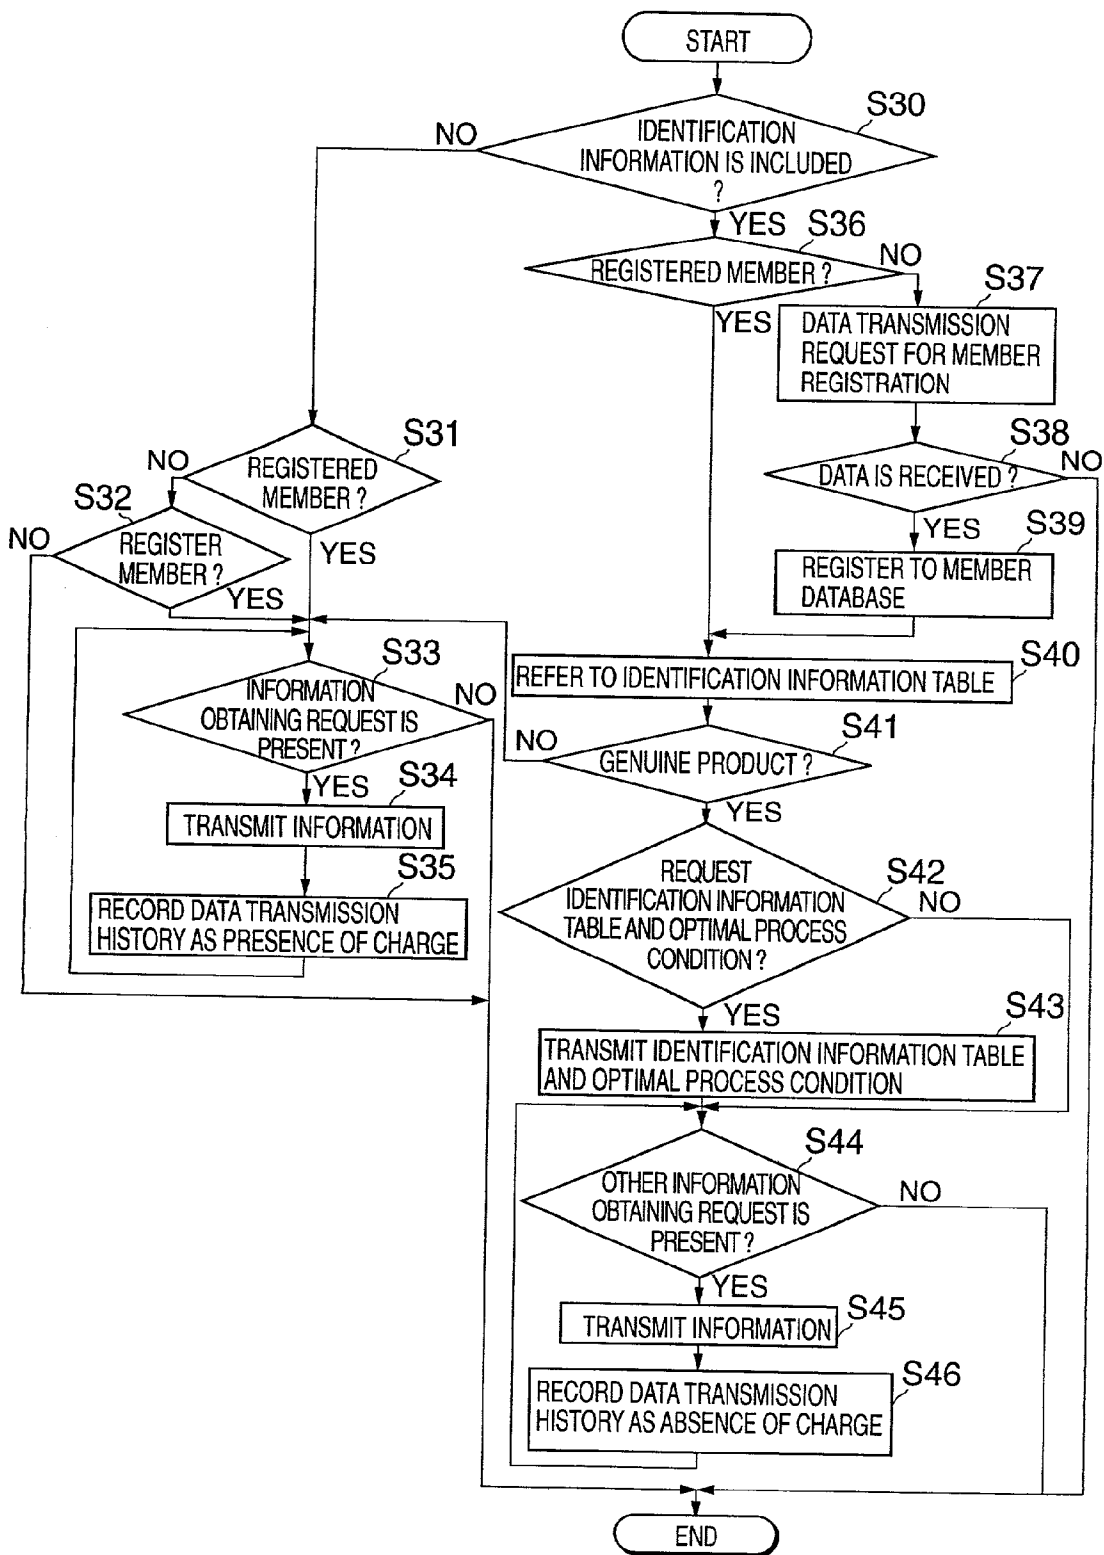 START
S30
NO
IDENTIFICATION
INFORMATION IS INCLUDED
?
YES
S36
NO
REGISTERED MEMBER ?
S37
YES
DATA TRANSMISSION
REQUEST FOR MEMBER
REGISTRATION
S31
S38
NO
REGISTERED
MEMBER ?
DATA IS RECEIVED ?
NO
S32
YES
S39
NO
REGISTER
MEMBER ?
YES
YES
REGISTER TO MEMBER
DATABASE
S33
S40
INFORMATION
OBTAINING REQUEST IS
PRESENT ?
NO
REFER TO IDENTIFICATION INFORMATION TABLE
S41
NO
GENUINE PRODUCT ?
YES
S34
YES
TRANSMIT INFORMATION
S35
REQUEST
IDENTIFICATION INFORMATION
TABLE AND OPTIMAL PROCESS
CONDITION ?
S42
NO
RECORD DATA TRANSMISSION
HISTORY AS PRESENCE OF CHARGE
YES
S43
TRANSMIT IDENTIFICATION INFORMATION TABLE
AND OPTIMAL PROCESS CONDITION
S44
OTHER INFORMATION
OBTAINING REQUEST IS
PRESENT ?
NO
YES
S45
TRANSMIT INFORMATION
S46
RECORD DATA TRANSMISSION
HISTORY AS ABSENCE OF CHARGE
END